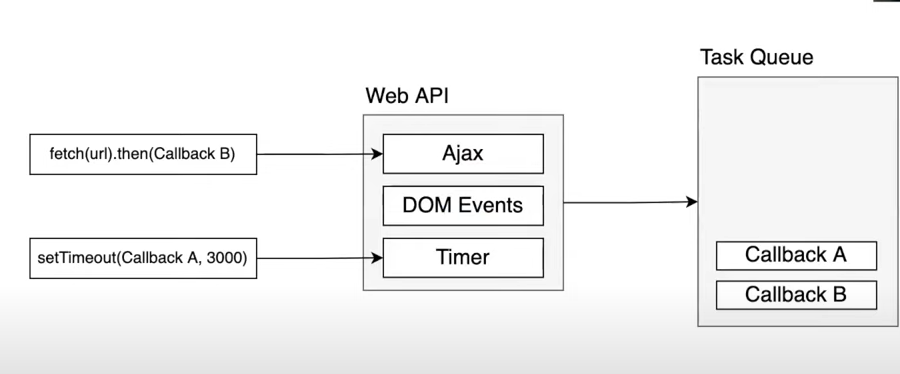 Task Queue
Web API
fetch(url).then(Callback B)
Ajax
DOM Events
setTimeout(Callback A, 3000)
Timer
Callback A
Callback B